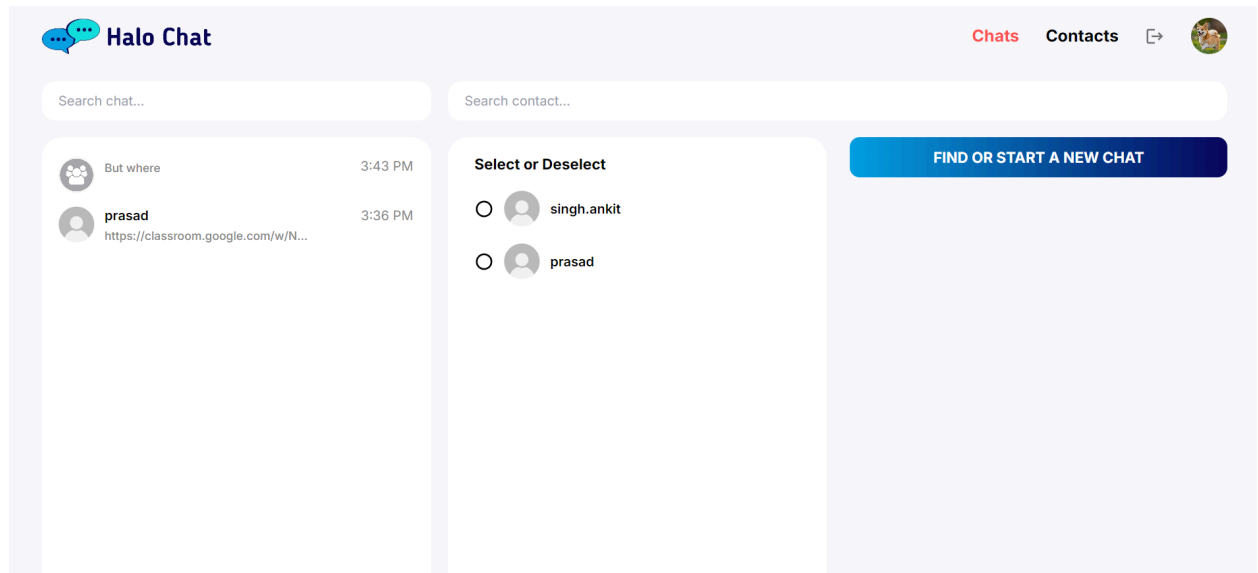 Halo Chat
Chats Contacts
Search chat...
Search contact...
But where 3:43 PM
prasad 3:36 PM
https://classroom.google.com/w/N...
Select or Deselect
singh.ankit
prasad
FIND OR START A NEW CHAT